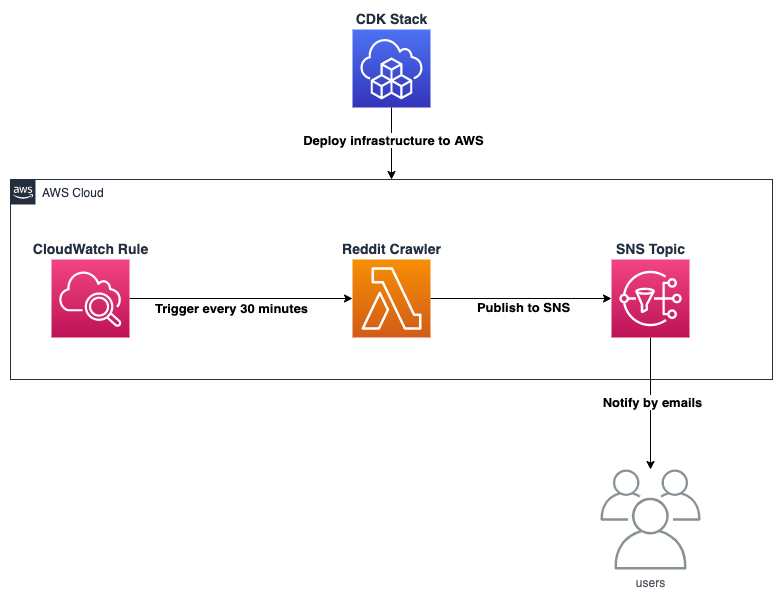 CDK Stack
Deploy infrastructure to AWS
aws
AWS Cloud
CloudWatch Rule
Reddit Crawler
SNS Topic
Trigger every 30 minutes
Publish to SNS
Notify by emails
users